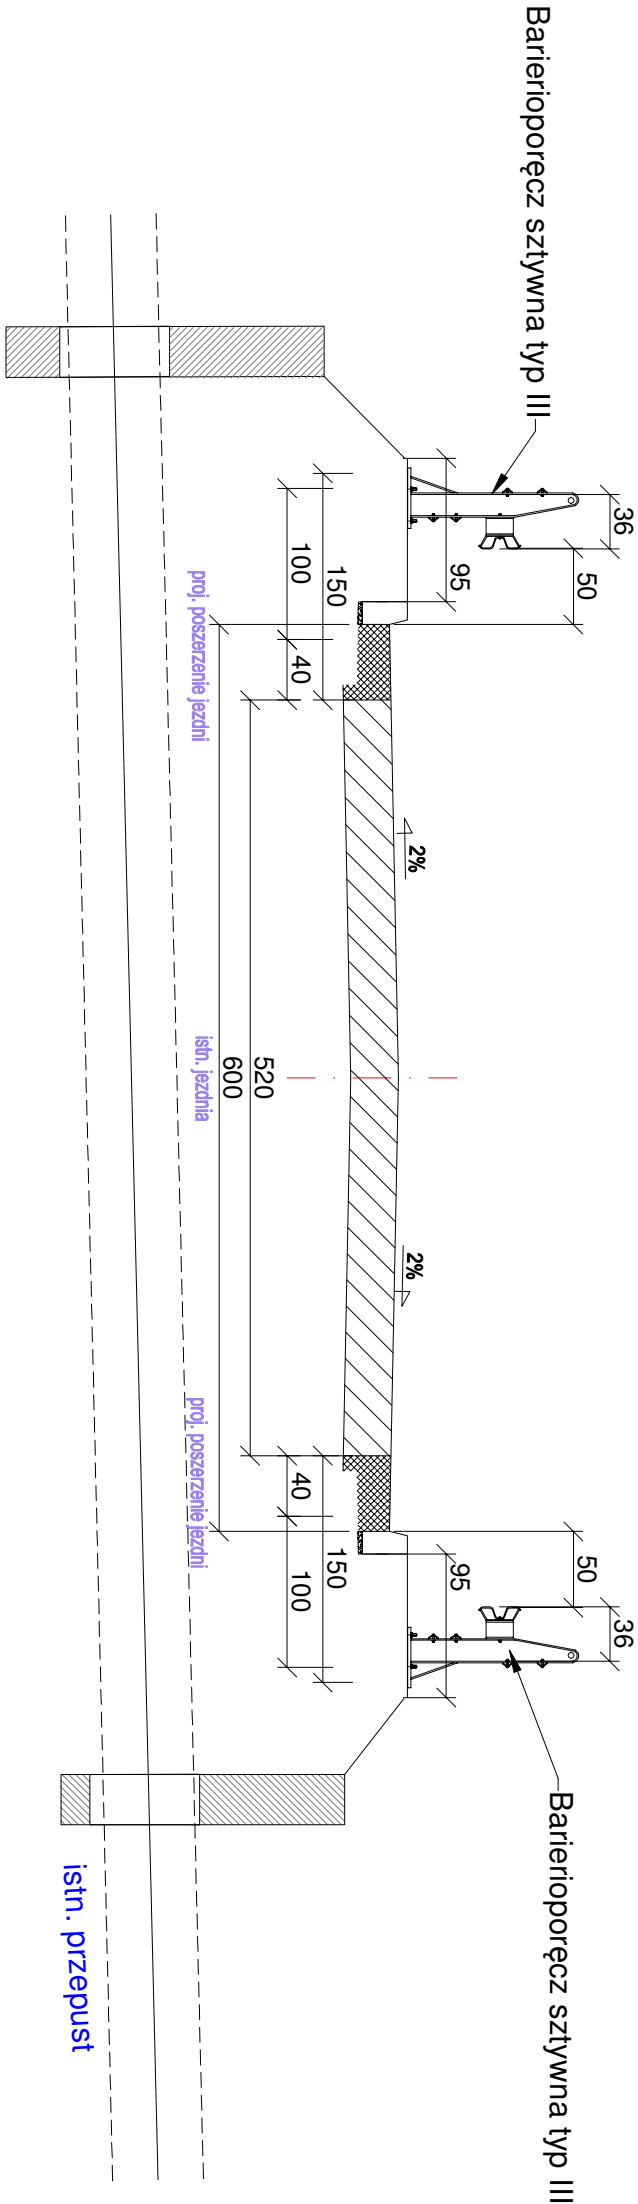 Barierioporęcz sztywna typ III
Barierioporęcz sztywna typ III
36
50
95
50
36
95
2%
2%
150
100
40
40
150
100
520
600
proj. poszerzenie jezdni
istn. jezdnia
proj. poszerzenie jezdni
istn. przepust